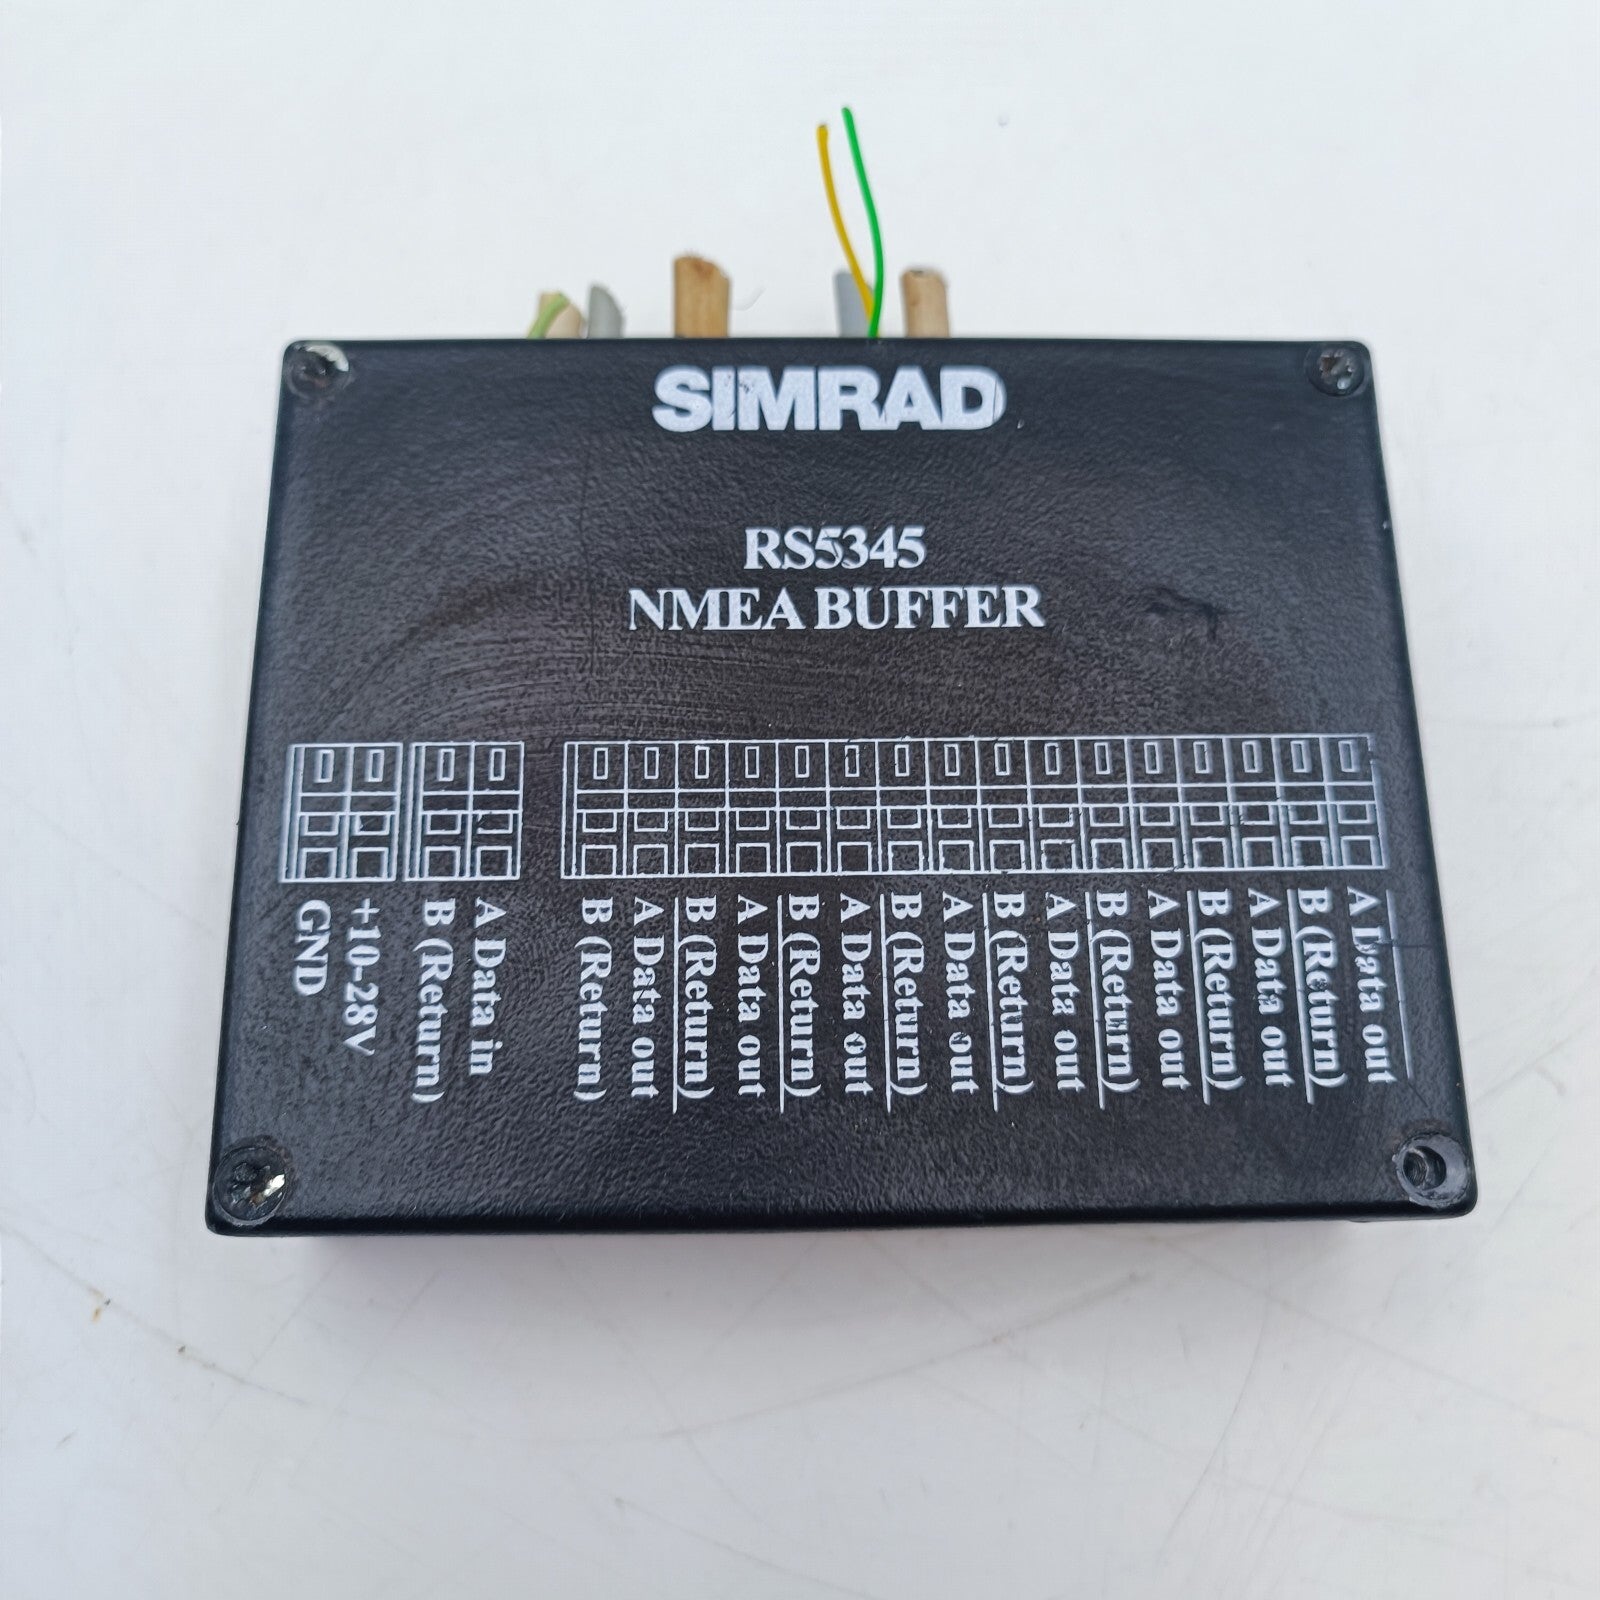 SIMRAD
RS5345
NMEA BUFFER
GND
+10-28V
B (Return)
A Data in
B (Return)
A Data out
B (Return)
A Data out
B (Return)
A Data out
B (Return)
A Data out
B (Return)
A Data out
B (Return)
A Data out
B (Return)
A Data out
B (Return)
A Data out